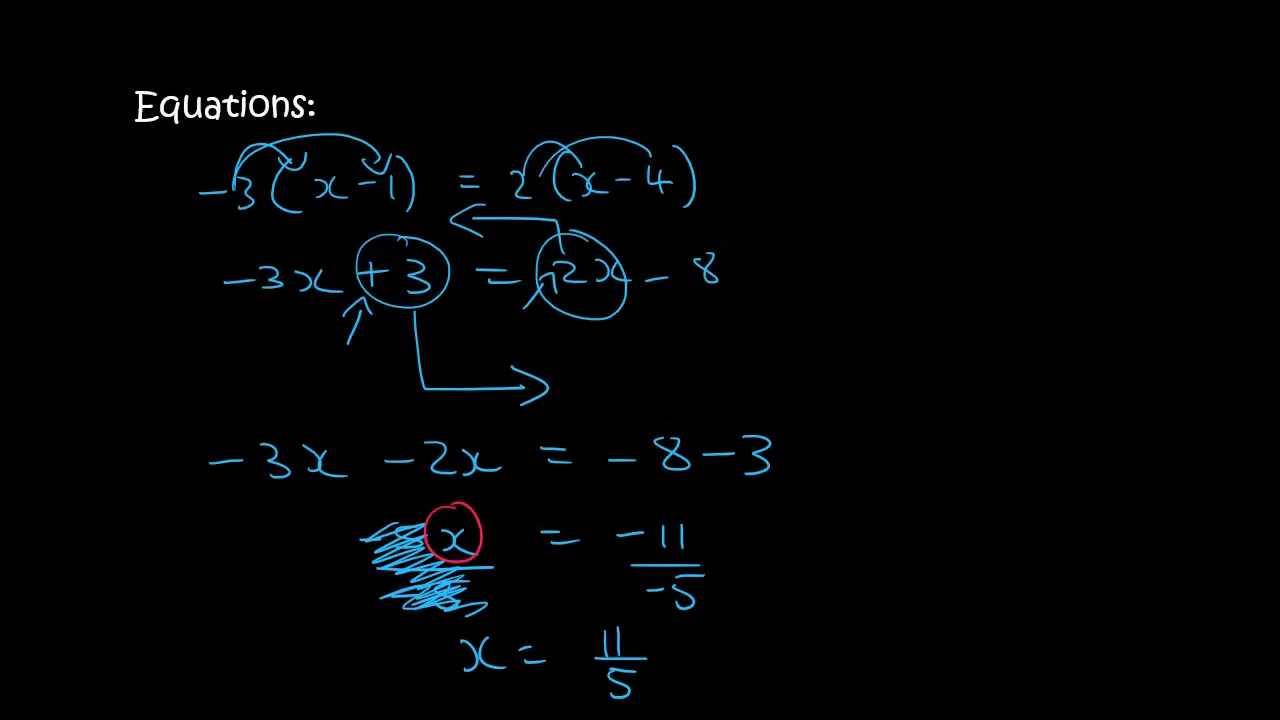 Equations:
-3(x-1) = 2(x-4)
-3x +3 = 2x - 8
-3x -2x = -8-3
x = -11/-5
x = 11/5